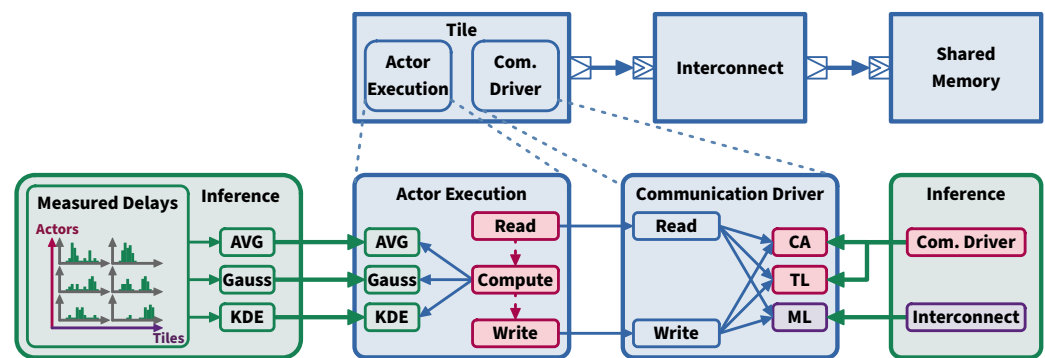 Tile
Actor
Execution
Com.
Driver
Interconnect
Shared
Memory
Measured Delays
Actors
Tiles
Inference
AVG
Gauss
KDE
Actor Execution
AVG
Gauss
KDE
Read
Compute
Write
Communication Driver
Read
Write
CA
TL
ML
Inference
Com. Driver
Interconnect